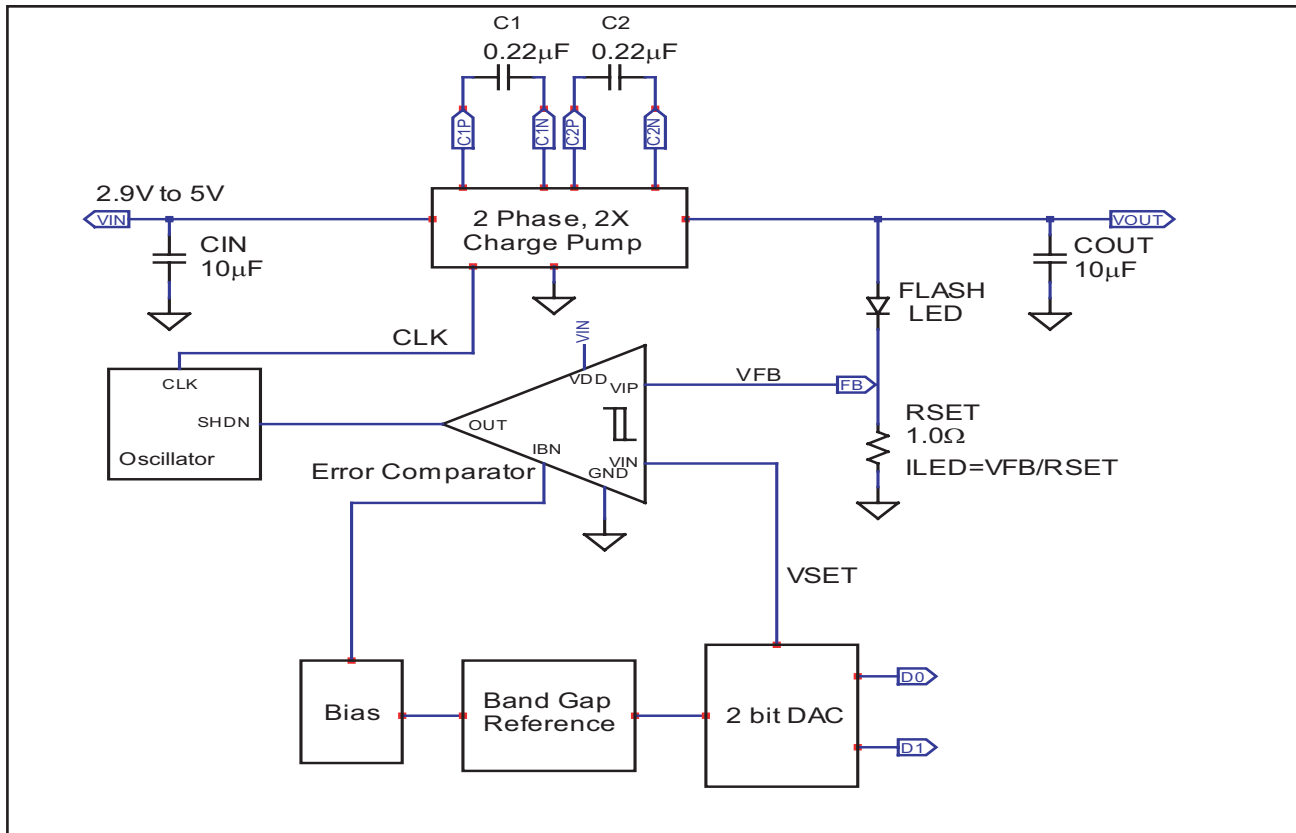 C1
0.22μF
C2
0.22μF
C1P
C1N
C2P
C2N
2.9V to 5V
VIN
2 Phase, 2X
Charge Pump
VOUT
CIN
10μF
COUT
10μF
FLASH
LED
CLK
VIN
CLK
SHDN
Oscillator
VDD
VIP
OUT
IBN
VIN
GND
Error Comparator
VFB
FB
RSET
1.0Ω
ILED=VFB/RSET
VSET
Bias
Band Gap
Reference
2 bit DAC
D0
D1